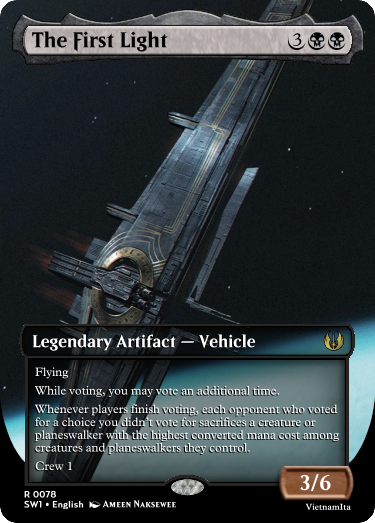 The First Light 3
Legendary Artifact — Vehicle
Flying
While voting, you may vote an additional time.
Whenever players finish voting, each opponent who voted
for a choice you didn't vote for sacrifices a creature or
planeswalker with the highest converted mana cost among
creatures and planeswalkers they control.
Crew 1
3/6
R 0078
SW1 • English Ameen Naksewee
VietnamIta